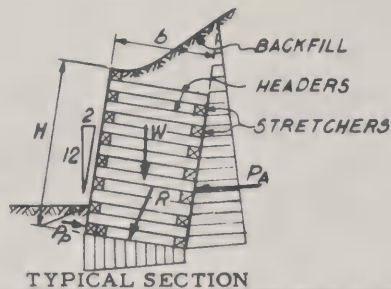 b
BACKFILL
HEADERS
STRETCHERS
H
2
12
W
R
PA
PP
TYPICAL SECTION